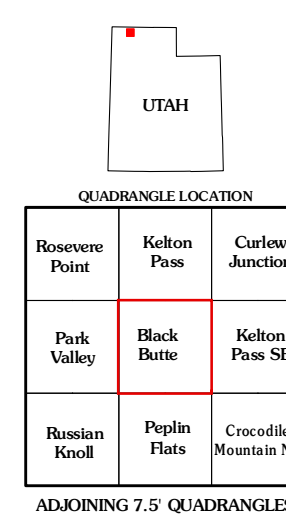 UTAH
QUADRANGLE LOCATION
Rosevere
Point
Kelton
Pass
Curlew
Junction
Park
Valley
Black
Butte
Kelton
Pass SE
Russian
Knoll
Peplin
Flats
Crocodile
Mountain N
ADJOINING 7.5' QUADRANGLES